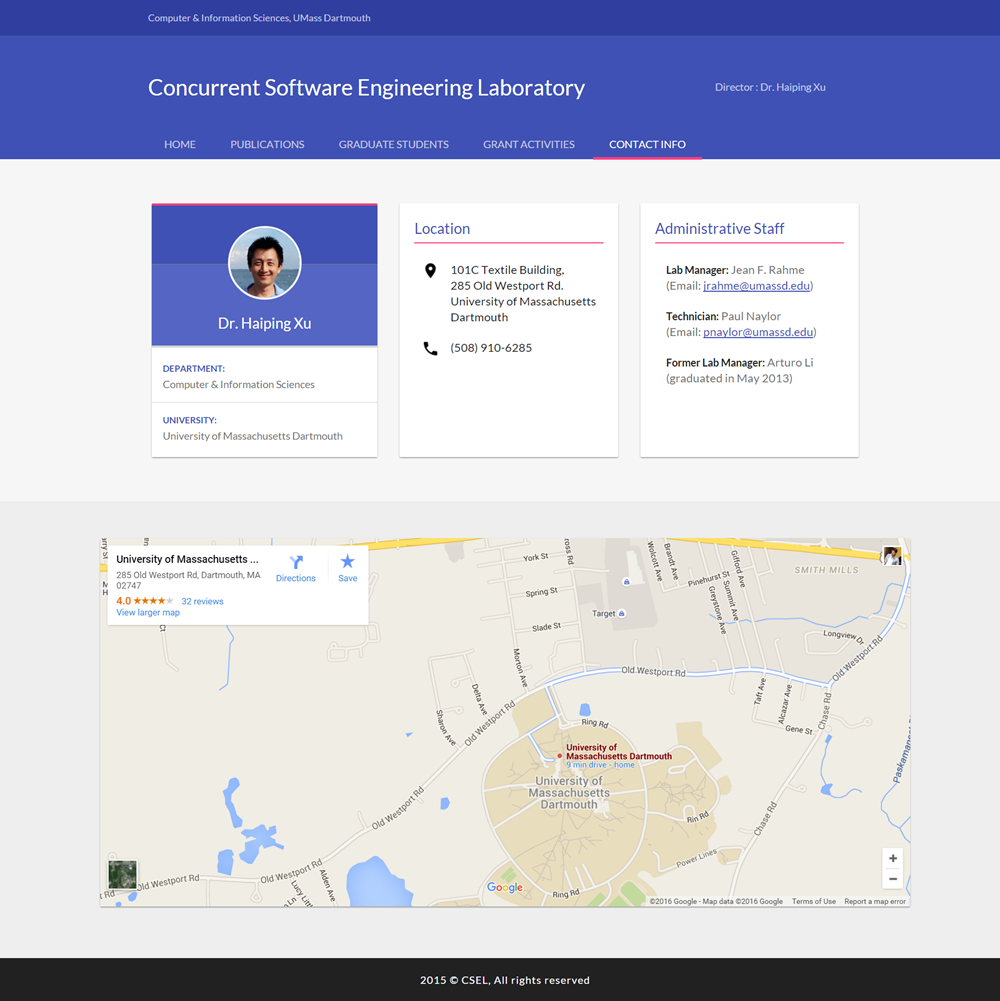 Computer & Information Sciences, UMass Dartmouth
Concurrent Software Engineering Laboratory
Director : Dr. Haiping Xu
HOME
PUBLICATIONS
GRADUATE STUDENTS
GRANT ACTIVITIES
CONTACT INFO
Dr. Haiping Xu
DEPARTMENT:
Computer & Information Sciences
UNIVERSITY:
University of Massachusetts Dartmouth
Location
101C Textile Building,
285 Old Westport Rd.
University of Massachusetts
Dartmouth
(508) 910-6285
Administrative Staff
Lab Manager: Jean F. Rahme
(Email: jrahme@umassd.edu)
Technician: Paul Naylor
(Email: pnaylor@umassd.edu)
Former Lab Manager: Arturo Li
(graduated in May 2013)
University of Massachusetts ...
285 Old Westport Rd, Dartmouth, MA
02747
4.0
32 reviews
View larger map
Directions
Save
York St
Spring St
Slade St
Morton Ave
Target
Wolcott Ave
Brandt Ave
Gifford Ave
Pinehurst St
Summit Ave
Greystone Ave
SMITH MILLS
Longview Dr
Old Westport Rd
Old Westport Rd
Taft Ave
Alcazar Ave
Chase Rd
Gene St
Delta Ave
Sharon Ave
Old Westport Rd
Ring Rd
University of
Massachusetts Dartmouth
9 min drive - home
University of
Massachusetts
Dartmouth
Old Westport Rd
Rin Rd
Chase Rd
Power Lines
Old Westport Rd
Old Westport Rd
Alden Ave
Ring Rd
Google
+
−
©2016 Google - Map data ©2016 Google
Terms of Use
Report a map error
2015 © CSEL, All rights reserved